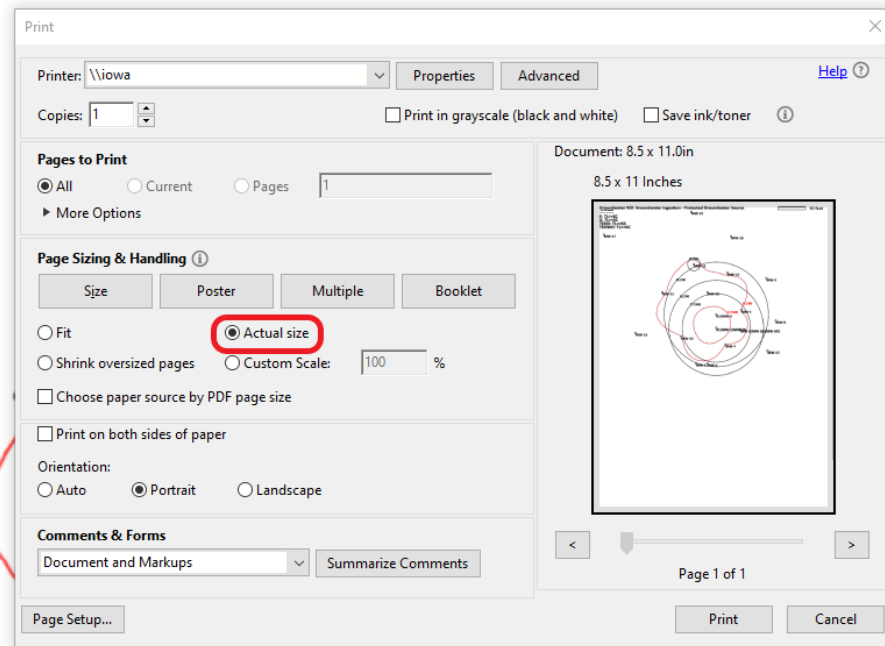 Print
Printer: \\iowa Properties Advanced Help
Copies: 1 Print in grayscale (black and white) Save ink/toner
Pages to Print
All Current Pages 1
More Options
Page Sizing & Handling
Size Poster Multiple Booklet
Fit Actual size
Shrink oversized pages Custom Scale: 100 %
Choose paper source by PDF page size
Print on both sides of paper
Orientation:
Auto Portrait Landscape
Comments & Forms
Document and Markups Summarize Comments
Page Setup...
Document: 8.5 x 11.0in
8.5 x 11 Inches
< >
Page 1 of 1
Print Cancel